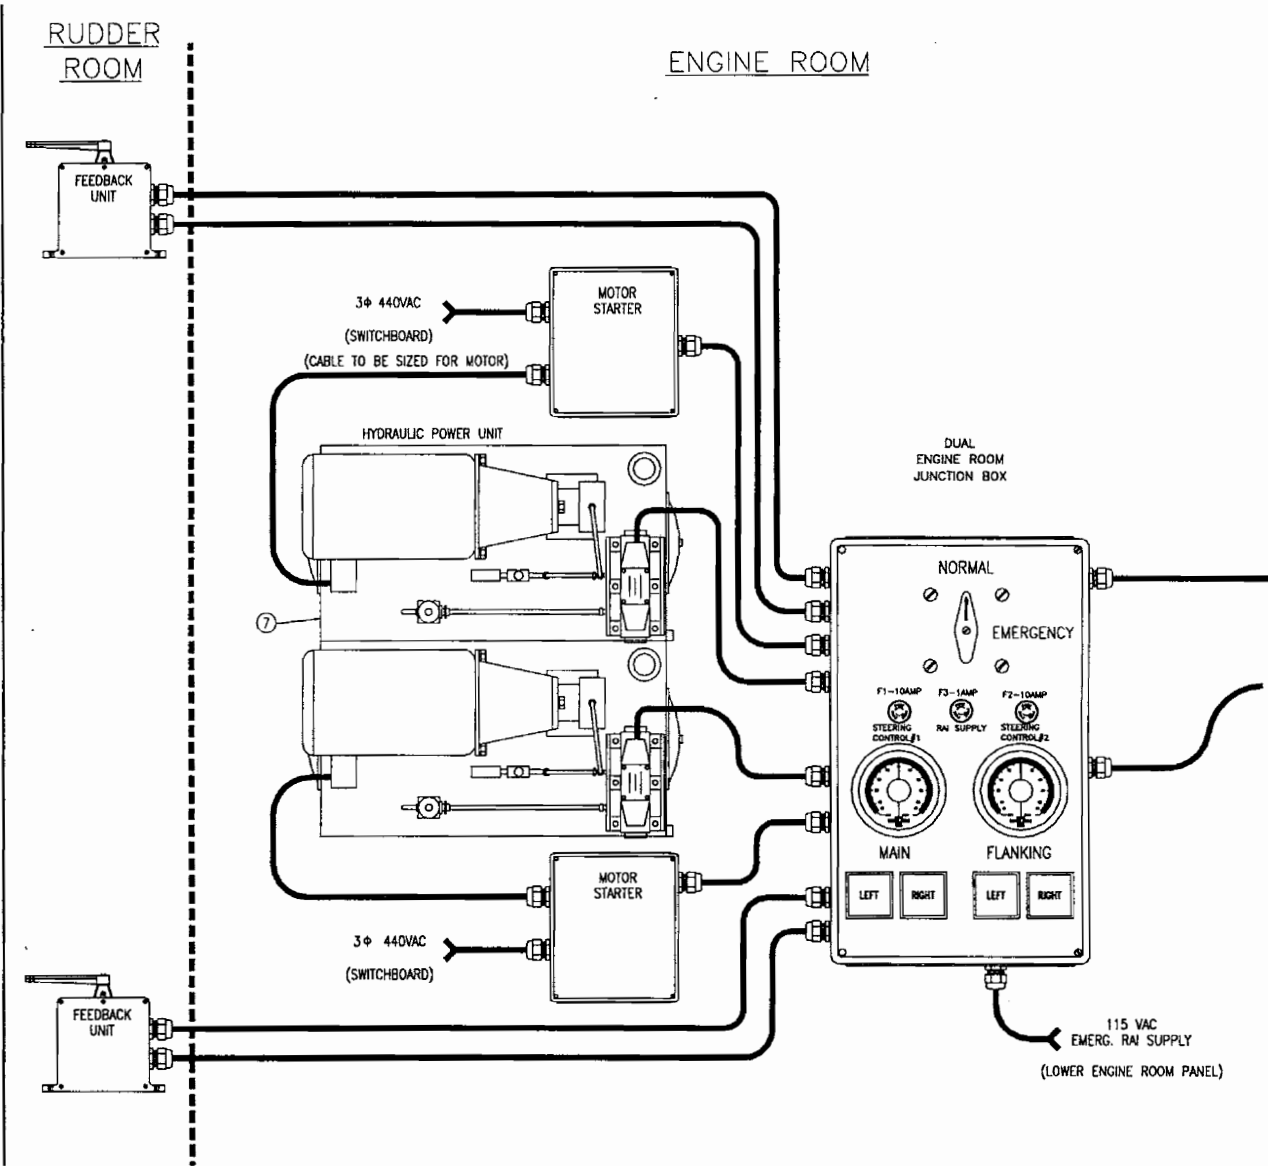 RUDDER
ROOM
ENGINE ROOM
FEEDBACK
UNIT
MOTOR
STARTER
3Φ 440VAC
(SWITCHBOARD)
(CABLE TO BE SIZED FOR MOTOR)
HYDRAULIC POWER UNIT
7
DUAL
ENGINE ROOM
JUNCTION BOX
NORMAL
EMERGENCY
F1-10AMP F3-1AMP F2-10AMP
STEERING RAI SUPPLY STEERING
CONTROL#1 CONTROL#2
MAIN FLANKING
LEFT RIGHT LEFT RIGHT
MOTOR
STARTER
3Φ 440VAC
(SWITCHBOARD)
FEEDBACK
UNIT
115 VAC
EMERG. RAI SUPPLY
(LOWER ENGINE ROOM PANEL)